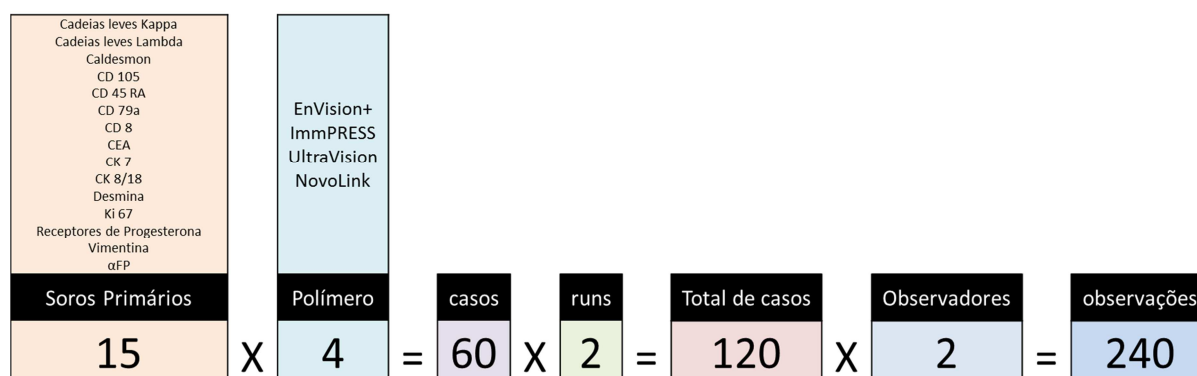 Cadeias leves Kappa
Cadeias leves Lambda
Caldesmon
CD 105
CD 45 RA
CD 79a
CD 8
CEA
CK 7
CK 8/18
Desmina
Ki 67
Receptores de Progesterona
Vimentina
αFP
EnVision+
ImmPRESS
UltraVision
NovoLink
Soros Primários Polímero casos runs Total de casos Observadores observações
15 X 4 = 60 X 2 = 120 X 2 = 240